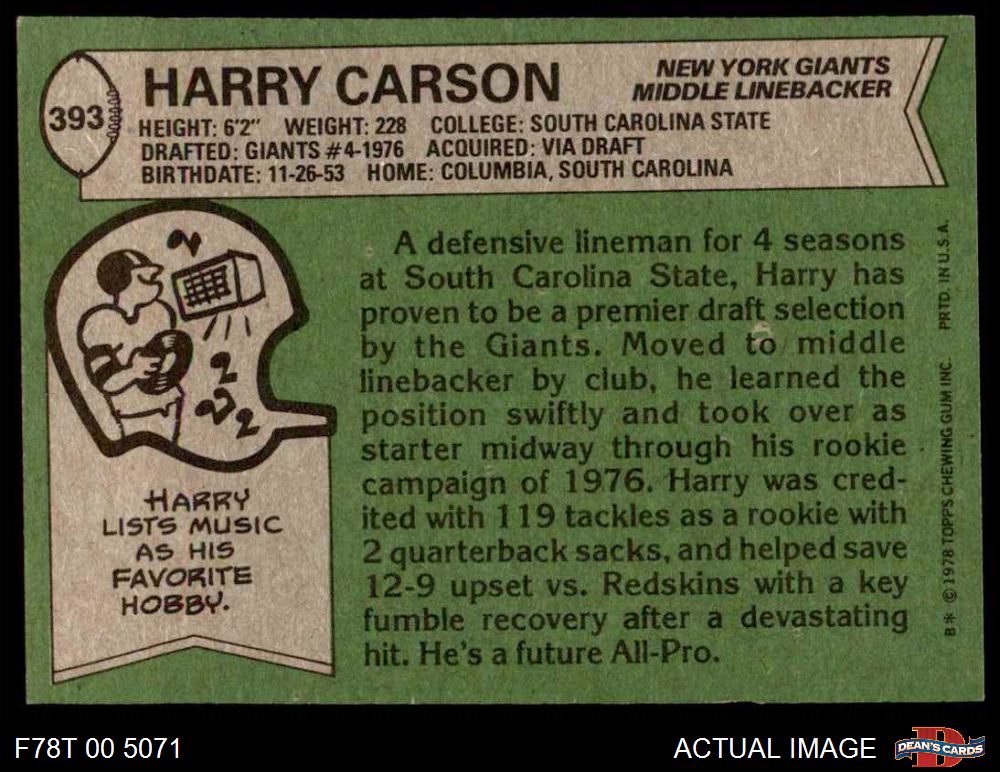 393
HARRY CARSON
NEW YORK GIANTS
MIDDLE LINEBACKER
HEIGHT: 6'2" WEIGHT: 228 COLLEGE: SOUTH CAROLINA STATE
DRAFTED: GIANTS #4-1976 ACQUIRED: VIA DRAFT
BIRTHDATE: 11-26-53 HOME: COLUMBIA, SOUTH CAROLINA
A defensive lineman for 4 seasons
at South Carolina State, Harry has
proven to be a premier draft selection
by the Giants. Moved to middle
linebacker by club, he learned the
position swiftly and took over as
starter midway through his rookie
campaign of 1976. Harry was cred-
ited with 119 tackles as a rookie with
2 quarterback sacks, and helped save
12-9 upset vs. Redskins with a key
fumble recovery after a devastating
hit. He's a future All-Pro.
HARRY
LISTS MUSIC
AS HIS
FAVORITE
HOBBY.
B* © 1978 TOPPS CHEWING GUM INC. PRTD. IN U.S.A.
F78T 00 5071
ACTUAL IMAGE
D
DEAN'S CARDS